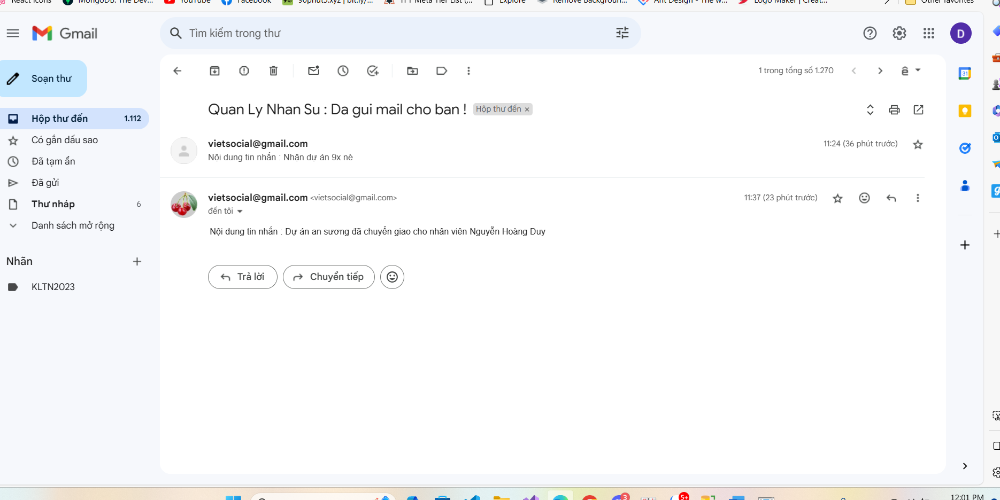 React Icons
MongoDB: The Dev...
YouTube
Facebook
90phut5.xyz | bit.ly/...
TFT Meta Tier List (...
Explore
Remove Backgroun...
Ant Design - The w...
Logo Maker | Creat...
Other favorites
Gmail
Tìm kiếm trong thư
D
Soạn thư
1 trong tổng số 1.270
ê
31
Quan Ly Nhan Su : Da gui mail cho ban !
Hộp thư đến ×
Hộp thư đến 1.112
Có gắn dấu sao
Đã tạm ẩn
Đã gửi
Thư nháp 6
Danh sách mở rộng
Nhãn
KLTN2023
vietsocial@gmail.com 11:24 (36 phút trước)
Nội dung tin nhắn : Nhận dự án 9x nè
vietsocial@gmail.com <vietsocial@gmail.com> 11:37 (23 phút trước)
đến tôi
Nội dung tin nhắn : Dự án an sương đã chuyển giao cho nhân viên Nguyễn Hoàng Duy
Trả lời
Chuyển tiếp
3
5+
12:01 PM